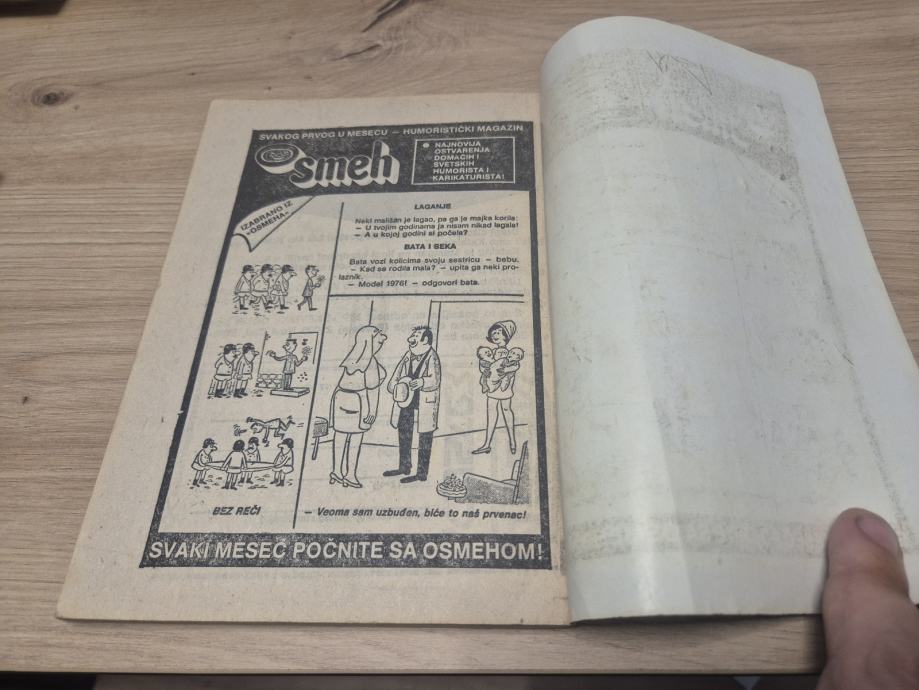 SVAKOG PRVOG U MESECU – HUMORISTIČKI MAGAZIN
smeh
● NAJNOVIJA
OSTVARENJA
DOMAĆIH I
SVETSKIH
HUMORISTA I
KARIKATURISTA!
IZABRANO IZ
»OSMEHA«
LAGANJE
Neki mališan je lagao, pa ga je majka korila:
– U tvojim godinama ja nisam nikad lagala!
– A u kojoj godini si počela?
BATA I SEKA
Bata vozi kolicima svoju sestricu – bebu.
– Kad se rodila mala? – upita ga neki pro-
laznik.
– Model 1976! – odgovori bata.
BEZ REČI
– Veoma sam uzbuđen, biće to naš prvenac!
SVAKI MESEC POČNITE SA OSMEHOM!